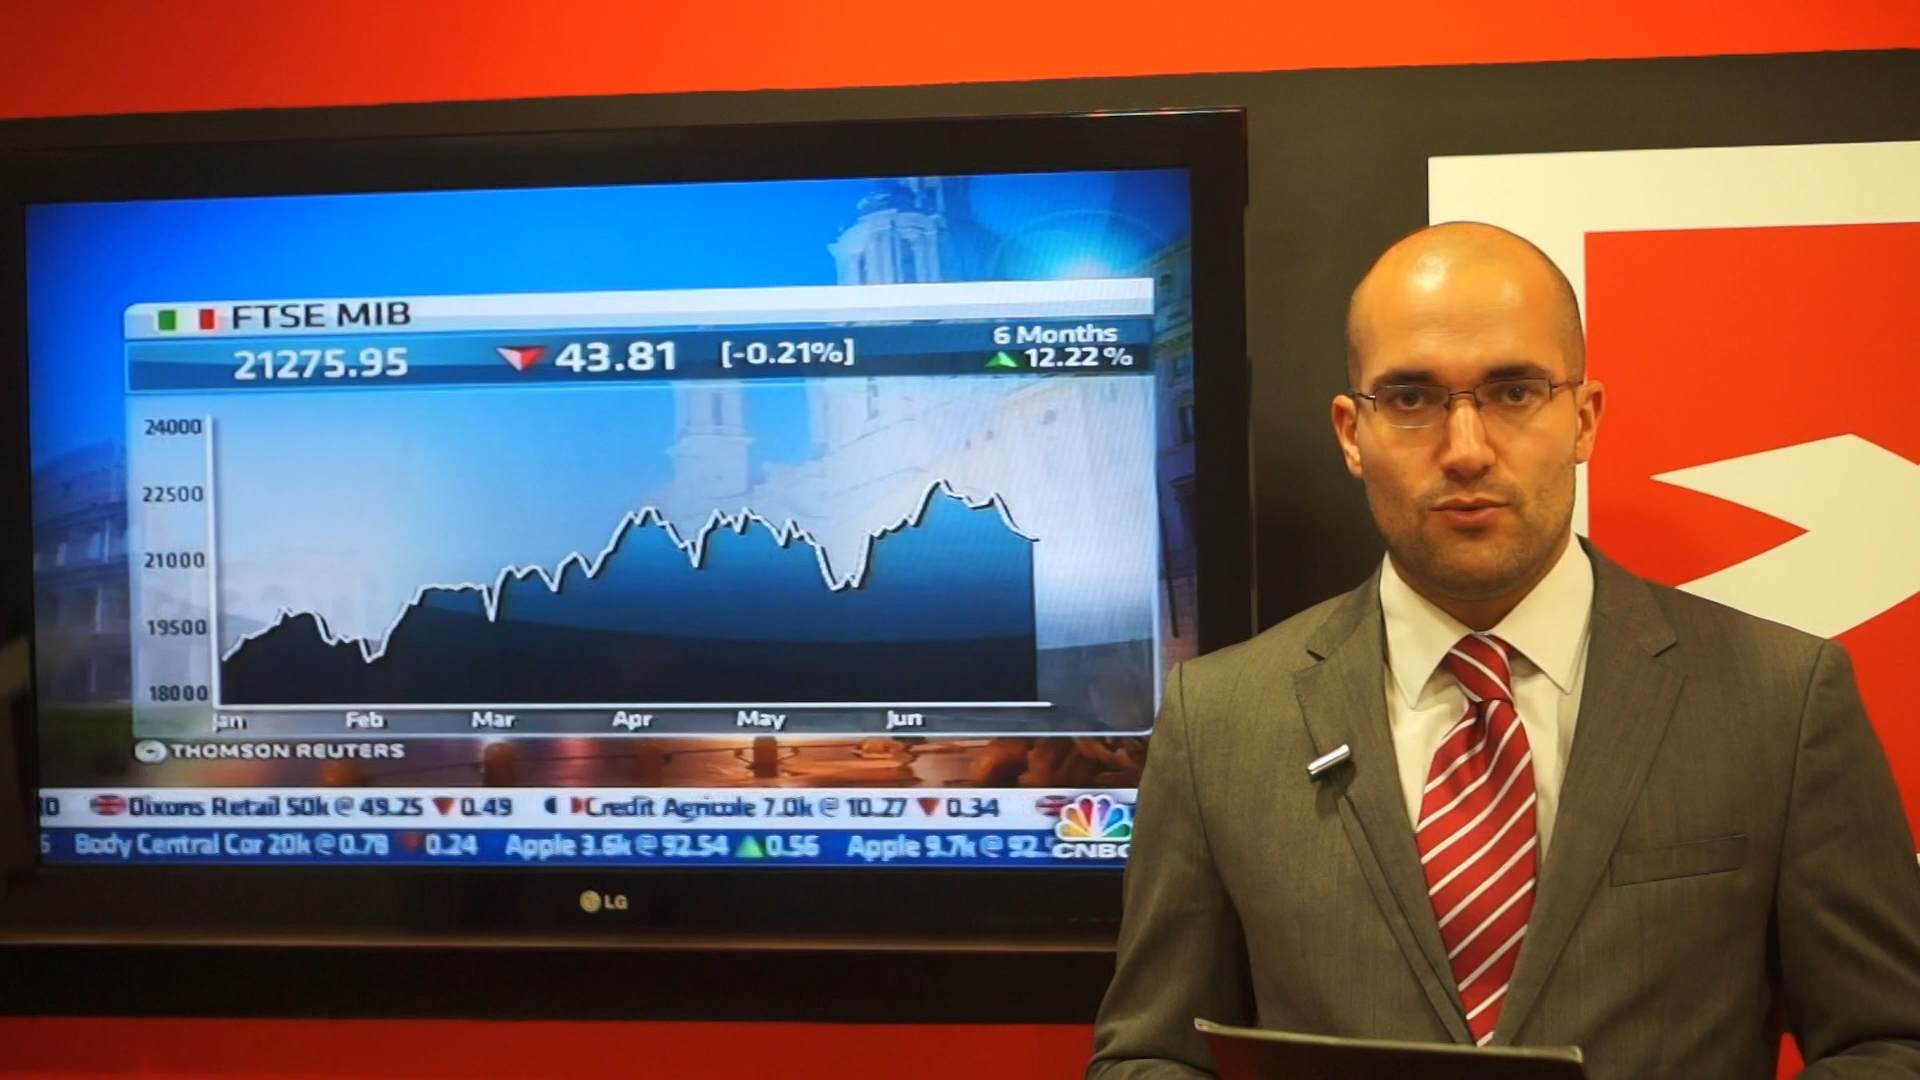 FTSE MIB
21275.95 43.81 [-0.21%]
6 Months
12.22%
24000
22500
21000
19500
18000
Jan Feb Mar Apr May Jun
THOMSON REUTERS
Dixons Retail 50k @ 49.25 ▼ 0.49 Credit Agricole 7.0k @ 10.27 ▼ 0.34
Body Central Cor 20k @ 0.78 ▼ 0.24 Apple 3.6k @ 92.54 ▲ 0.56 Apple 9.7k @ 92.
CNBC
LG